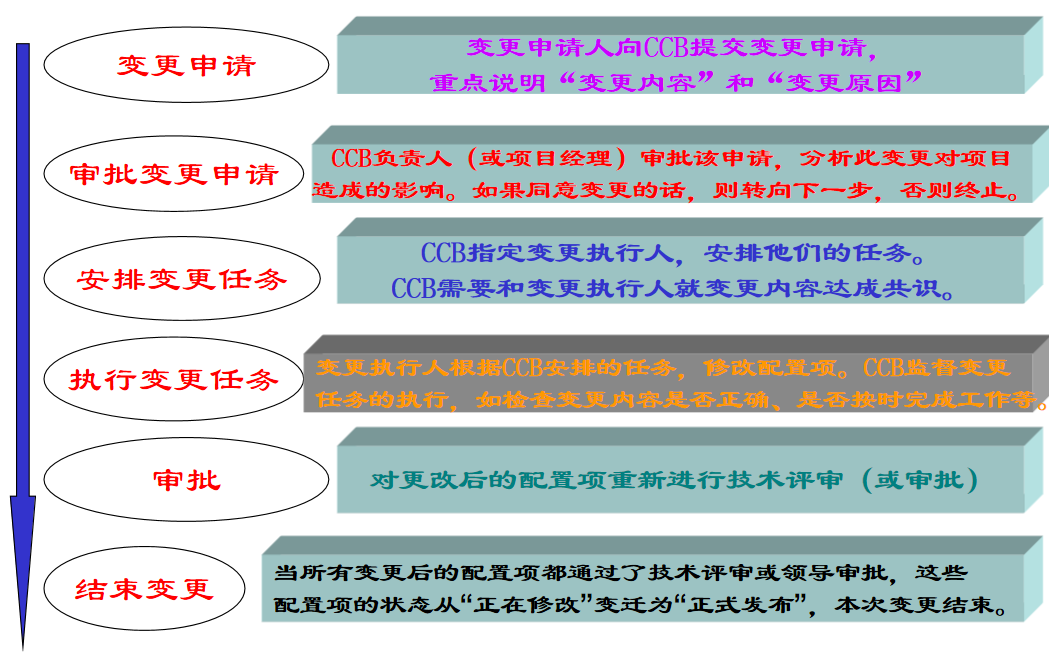 变更申请
变更申请人向CCB提交变更申请，
重点说明“变更内容”和“变更原因”
审批变更申请
CCB负责人（或项目经理）审批该申请，分析此变更对项目
造成的影响。如果同意变更的话，则转向下一步，否则终止。
安排变更任务
CCB指定变更执行人，安排他们的任务。
CCB需要和变更执行人就变更内容达成共识。
执行变更任务
变更执行人根据CCB安排的任务，修改配置项。CCB监督变更
任务的执行，如检查变更内容是否正确、是否按时完成工作等。
审批
对更改后的配置项重新进行技术评审（或审批）
结束变更
当所有变更后的配置项都通过了技术评审或领导审批，这些
配置项的状态从“正在修改”变迁为“正式发布”，本次变更结束。